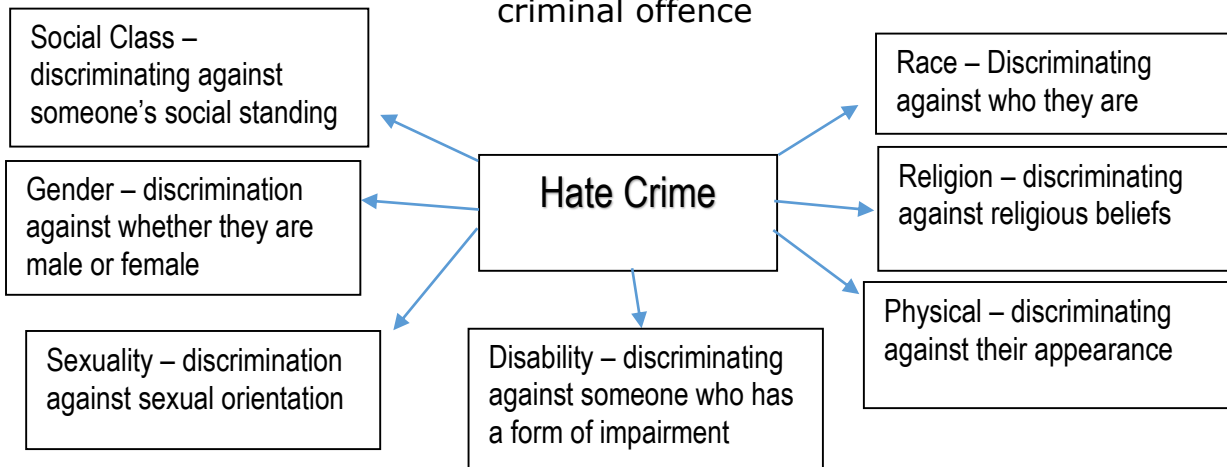 criminal offence
Social Class –
discriminating against
someone’s social standing
Race – Discriminating
against who they are
Hate Crime
Gender – discrimination
against whether they are
male or female
Religion – discriminating
against religious beliefs
Sexuality – discrimination
against sexual orientation
Disability – discriminating
against someone who has
a form of impairment
Physical – discriminating
against their appearance